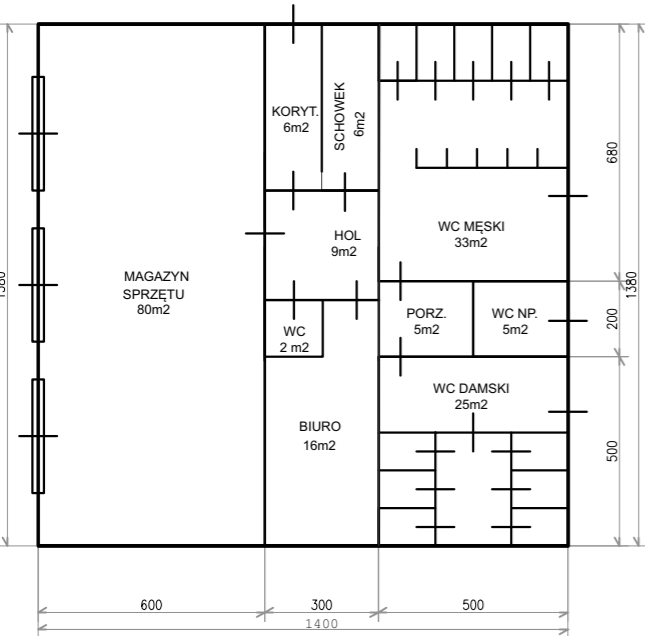 KORYT.
6m2
SCHOWEK
6m2
680
HOL
9m2
WC MĘSKI
33m2
MAGAZYN
SPRZĘTU
80m2
1380
1380
PORZ.
5m2
WC NP.
5m2
200
WC
2 m2
WC DAMSKI
25m2
BIURO
16m2
500
600
300
500
1400